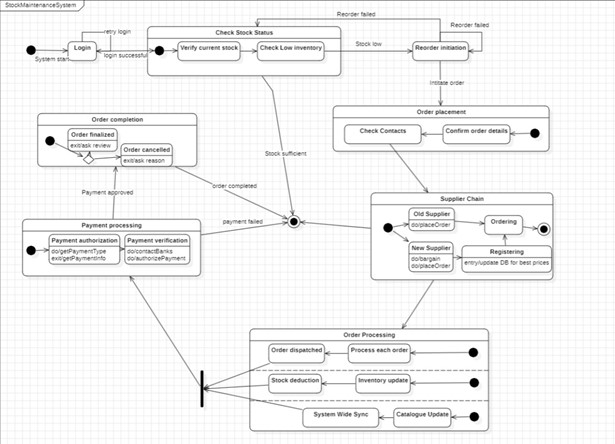 StockMaintenanceSystem
Reorder failed
Reorder failed
retry login
Check Stock Status
Login
Verify current stock
Check Low inventory
Stock low
Reorder initiation
System start
login successful
Intitate order
Order placement
Order completion
Check Contacts
Confirm order details
Order finalized
exit/ask review
Order cancelled
exit/ask reason
Stock sufficient
order completed
Payment approved
Supplier Chain
Old Supplier
do/placeOrder
Ordering
payment failed
Payment processing
Payment authorization
do/getPaymentType
exit/getPaymentInfo
Payment verification
do/contactBanks
do/authorizePayment
New Supplier
do/bargain
do/placeOrder
Registering
entry/update DB for best prices
Order Processing
Order dispatched
Process each order
Stock deduction
Inventory update
System Wide Sync
Catalogue Update